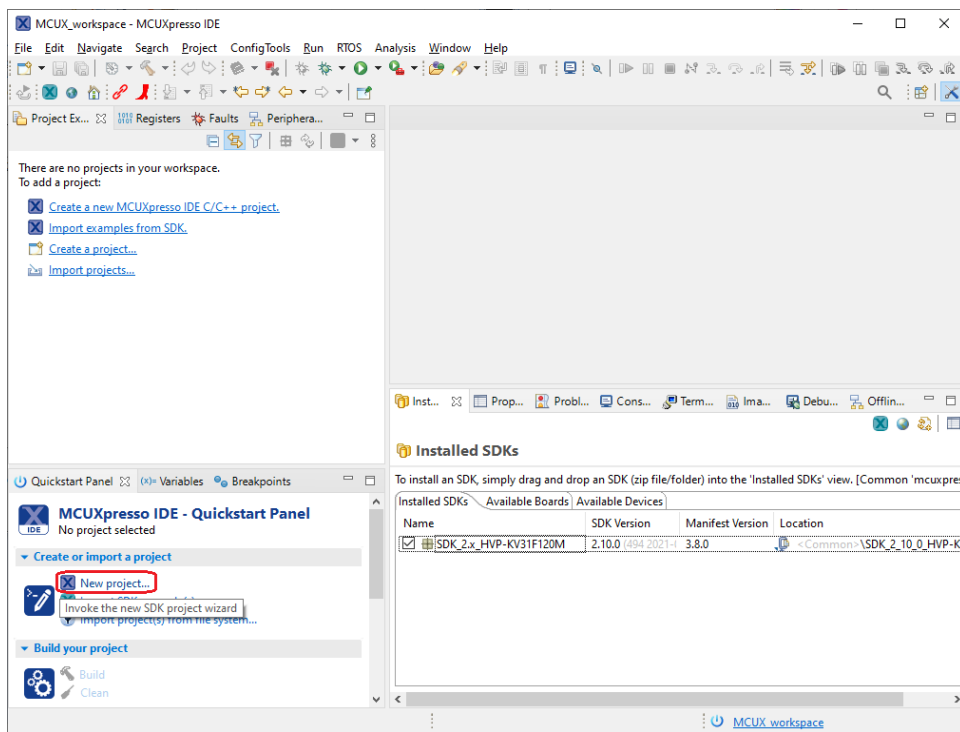 MCUX_workspace - MCUXpresso IDE
File Edit Navigate Search Project ConfigTools Run RTOS Analysis Window Help
Project Ex... Registers Faults Periphera...
There are no projects in your workspace.
To add a project:
Create a new MCUXpresso IDE C/C++ project.
Import examples from SDK.
Create a project...
Import projects...
Inst... Prop... Probl... Cons... Term... Ima... Debu... Offlin...
Installed SDKs
To install an SDK, simply drag and drop an SDK (zip file/folder) into the 'Installed SDKs' view. [Common 'mcuxpres
Installed SDKs Available Boards Available Devices
Name SDK Version Manifest Version Location
SDK_2.x_HVP-KV31F120M 2.10.0 (494 2021-( 3.8.0 <Common>\SDK_2_10_0_HVP-K
Quickstart Panel (x)= Variables Breakpoints
IDE
MCUXpresso IDE - Quickstart Panel
No project selected
Create or import a project
New project...
Invoke the new SDK project wizard
Import project(s) from file system...
Build your project
Build
Clean
MCUX_workspace